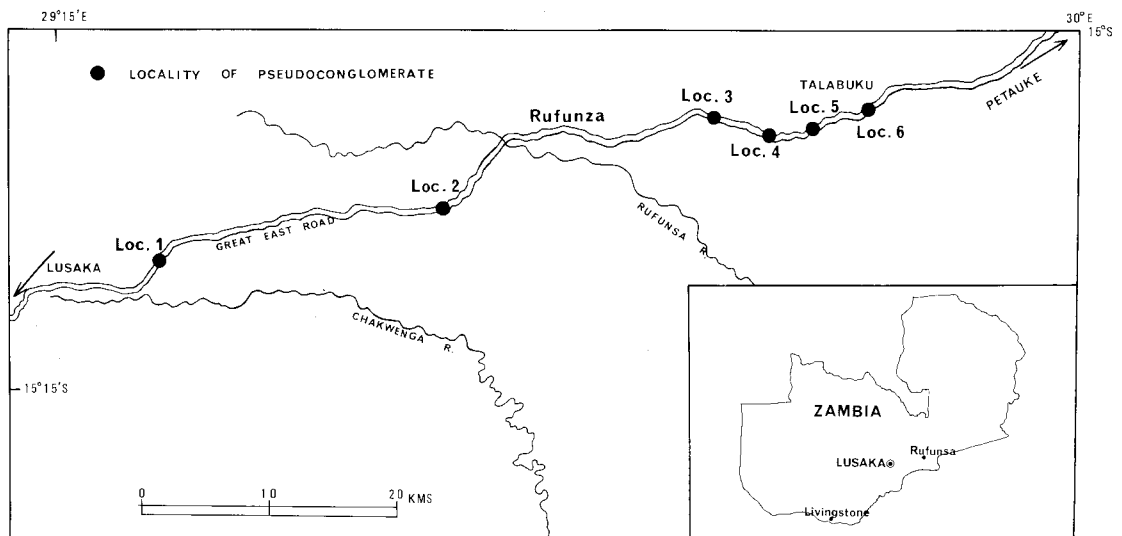 29°15'E
30°E
15°S
LOCALITY OF PSEUDOCONGLOMERATE
TALABUKU
PETAUKE
Loc. 3
Loc. 5
Rufunza
Loc. 4
Loc. 6
Loc. 2
RUFUNSA R.
GREAT EAST ROAD
Loc. 1
LUSAKA
CHAKWENGA R.
15°15'S
ZAMBIA
Rufunsa
LUSAKA
Livingstone
0 10 20 KMS